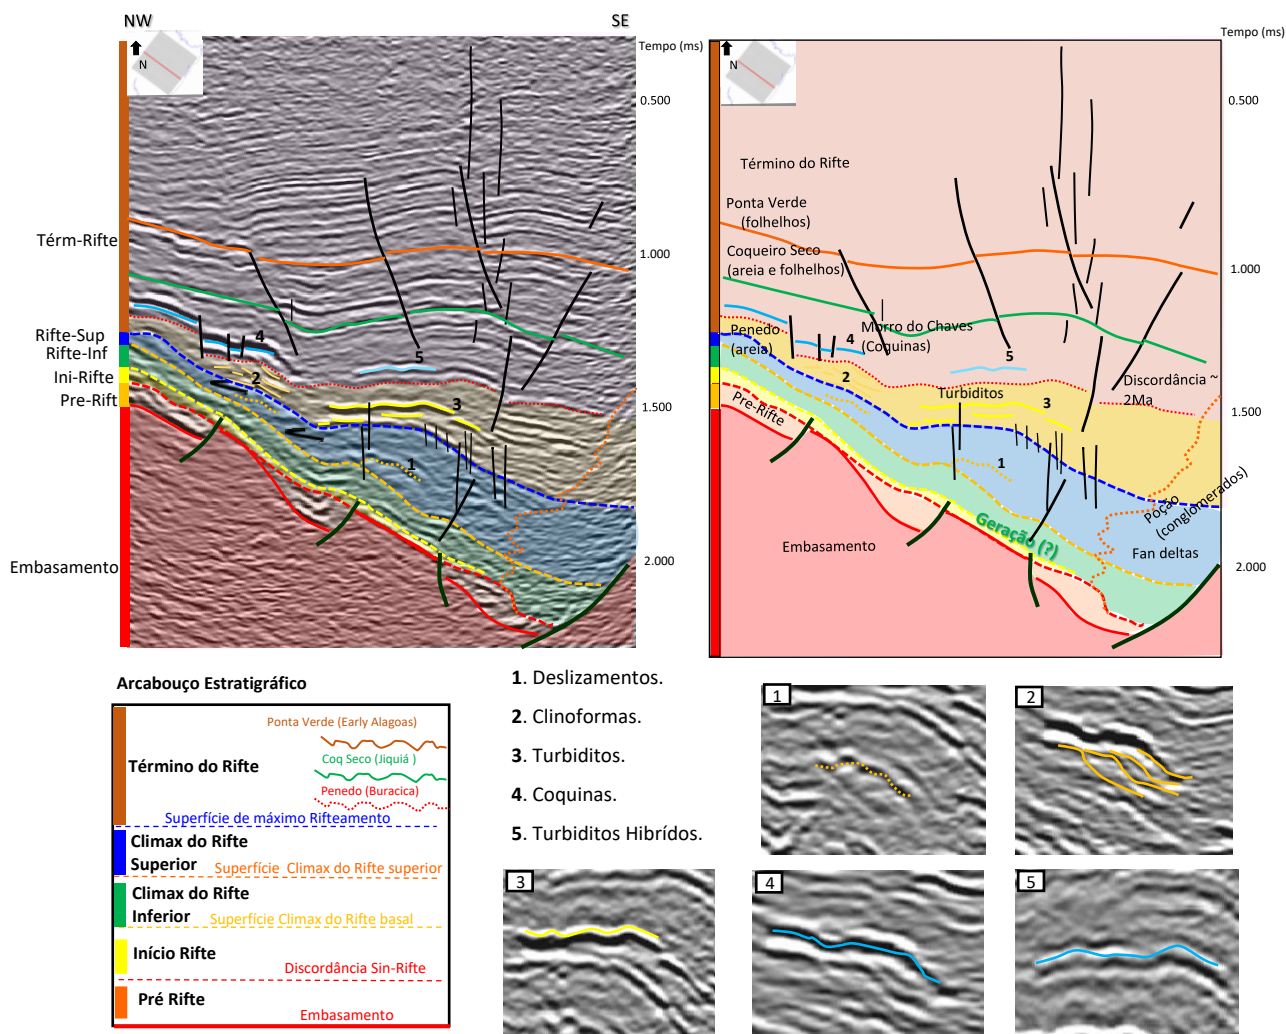 NW
SE
N
Tempo (ms)
0.500
1.000
1.500
2.000
Térm-Rifte
Rifte-Sup
Rifte-Inf
Ini-Rifte
Pre-Rift
Embasamento
4
5
2
3
1
N
Tempo (ms)
0.500
1.000
1.500
2.000
Término do Rifte
Ponta Verde
(folhelhos)
Coqueiro Seco
(areia e folhelhos)
Penedo
(areia)
Morro do Chaves
(Coquinas)
4
5
2
Turbiditos
3
Discordância ~
2Ma
Pre-Rifte
1
Poção
(conglomerados)
Geração (?)
Embasamento
Fan deltas
Arcabouço Estratigráfico
Ponta Verde (Early Alagoas)
Término do Rifte
Coq Seco (Jiquiá )
Penedo (Buracica)
Superfície de máximo Rifteamento
Climax do Rifte
Superior
Superfície Climax do Rifte superior
Climax do Rifte
Inferior
Superfície Climax do Rifte basal
Início Rifte
Discordância Sin-Rifte
Pré Rifte
Embasamento
1. Deslizamentos.
2. Clinoformas.
3. Turbiditos.
4. Coquinas.
5. Turbiditos Hibrídos.
1
2
3
4
5